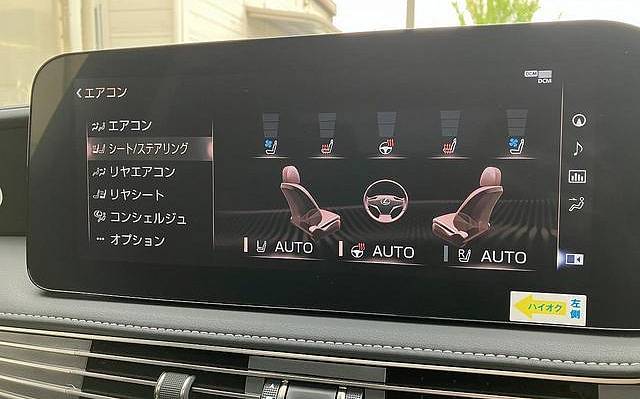 DCM
DCM
エアコン
エアコン
シート/ステアリング
リヤエアコン
リヤシート
コンシェルジュ
オプション
AUTO
AUTO
R
AUTO
ハイオク
左側